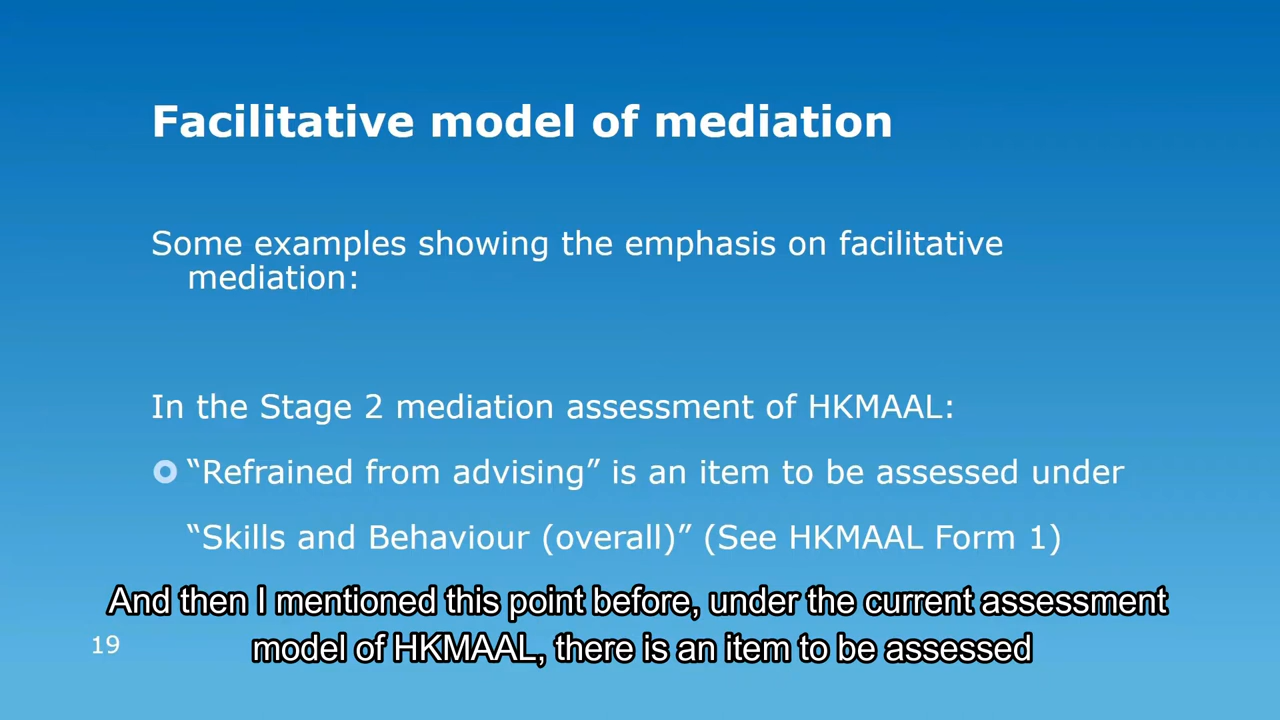 Facilitative model of mediation
Some examples showing the emphasis on facilitative
mediation:
In the Stage 2 mediation assessment of HKMAAL:
“Refrained from advising” is an item to be assessed under
“Skills and Behaviour (overall)” (See HKMAAL Form 1)
And then I mentioned this point before, under the current assessment
model of HKMAAL, there is an item to be assessed
19